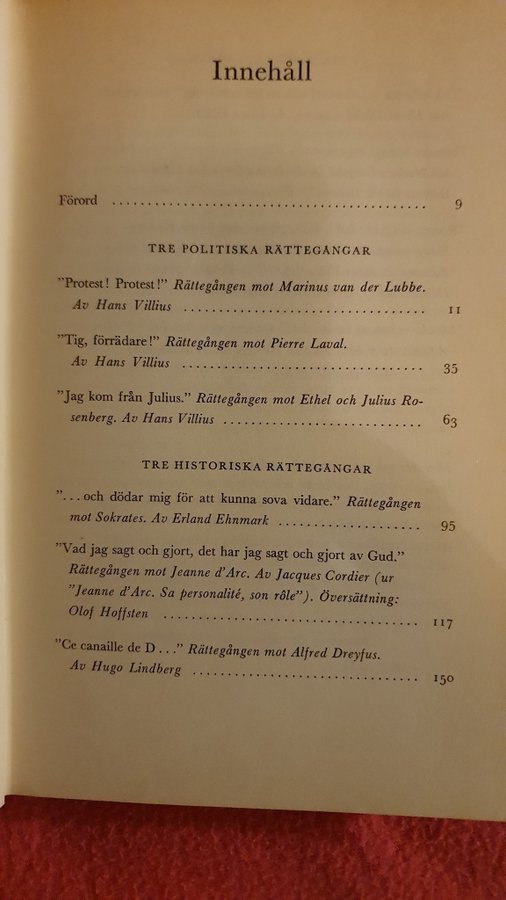 Innehåll
Förord ........................................... 9
TRE POLITISKA RÄTTEGÅNGAR
"Protest! Protest!" Rättegången mot Marinus van der Lubbe.
Av Hans Villius .................................. 11
"Tig, förrädare!" Rättegången mot Pierre Laval.
Av Hans Villius .................................. 35
"Jag kom från Julius." Rättegången mot Ethel och Julius Ro-
senberg. Av Hans Villius ........................... 63
TRE HISTORISKA RÄTTEGÅNGAR
"...och dödar mig för att kunna sova vidare." Rättegången
mot Sokrates. Av Erland Ehnmark .................... 95
"Vad jag sagt och gjort, det har jag sagt och gjort av Gud."
Rättegången mot Jeanne d'Arc. Av Jacques Cordier (ur
"Jeanne d'Arc. Sa personalité, son rôle"). Översättning:
Olof Hoffsten .................................... 117
"Ce canaille de D..." Rättegången mot Alfred Dreyfus.
Av Hugo Lindberg ................................. 150